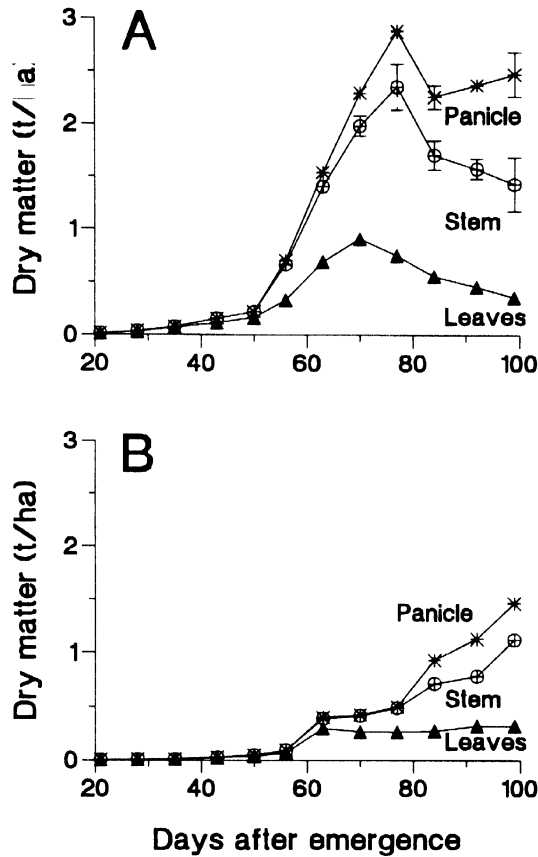 A
3
2
1
0
Dry matter (t/ a)
Panicle
Stem
Leaves
20 40 60 80 100
B
3
2
1
0
Dry matter (t/ha)
Panicle
Stem
Leaves
20 40 60 80 100
Days after emergence